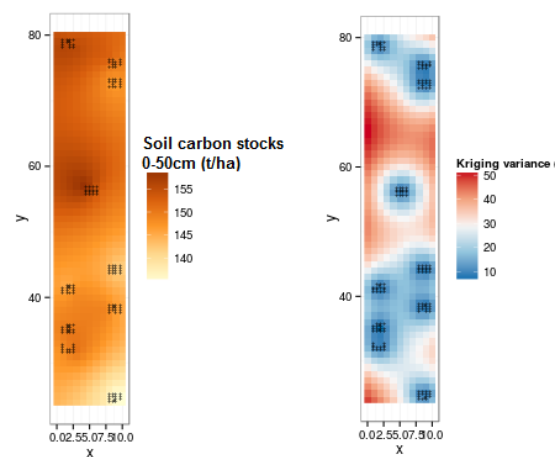 80
60
40
y
0.02.55.07.510.0
x
Soil carbon stocks
0-50cm (t/ha)
155
150
145
140
80
60
40
y
0.02.55.07.510.0
x
Kriging variance (
50
40
30
20
10